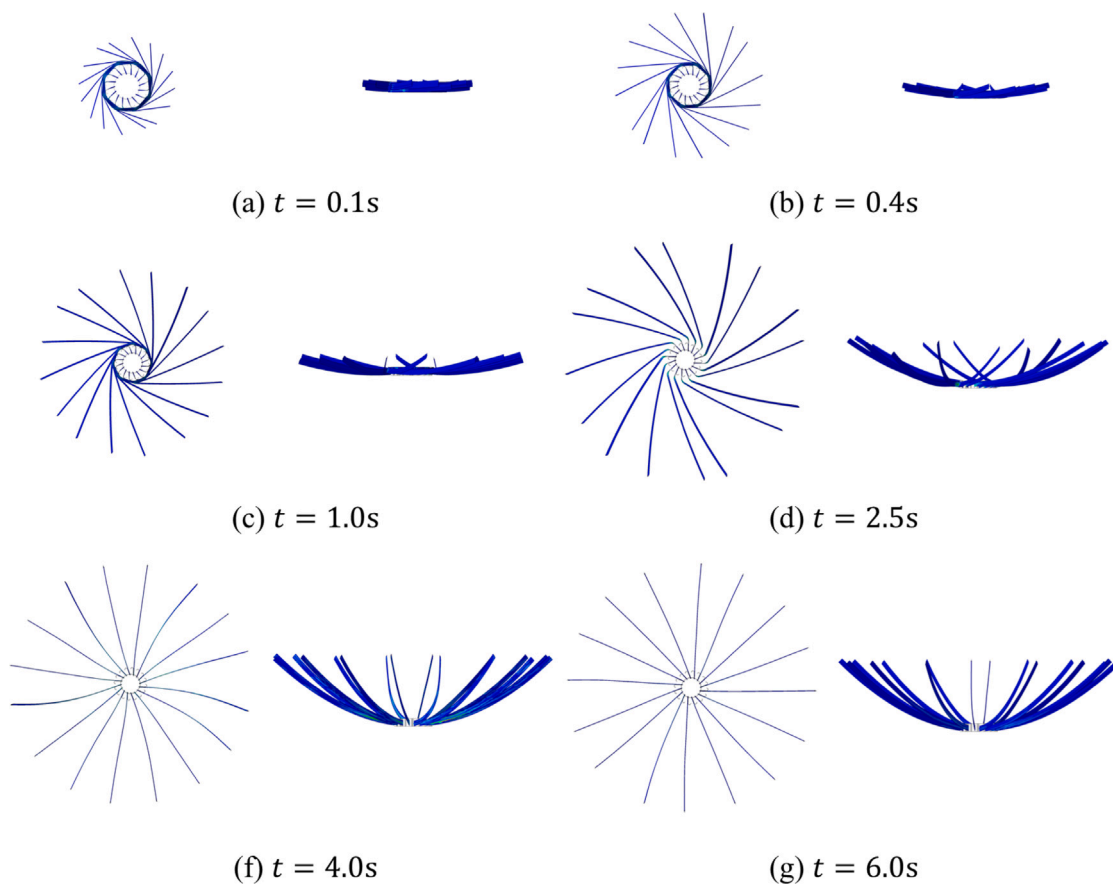 (a) t = 0.1s
(b) t = 0.4s
(c) t = 1.0s
(d) t = 2.5s
(f) t = 4.0s
(g) t = 6.0s